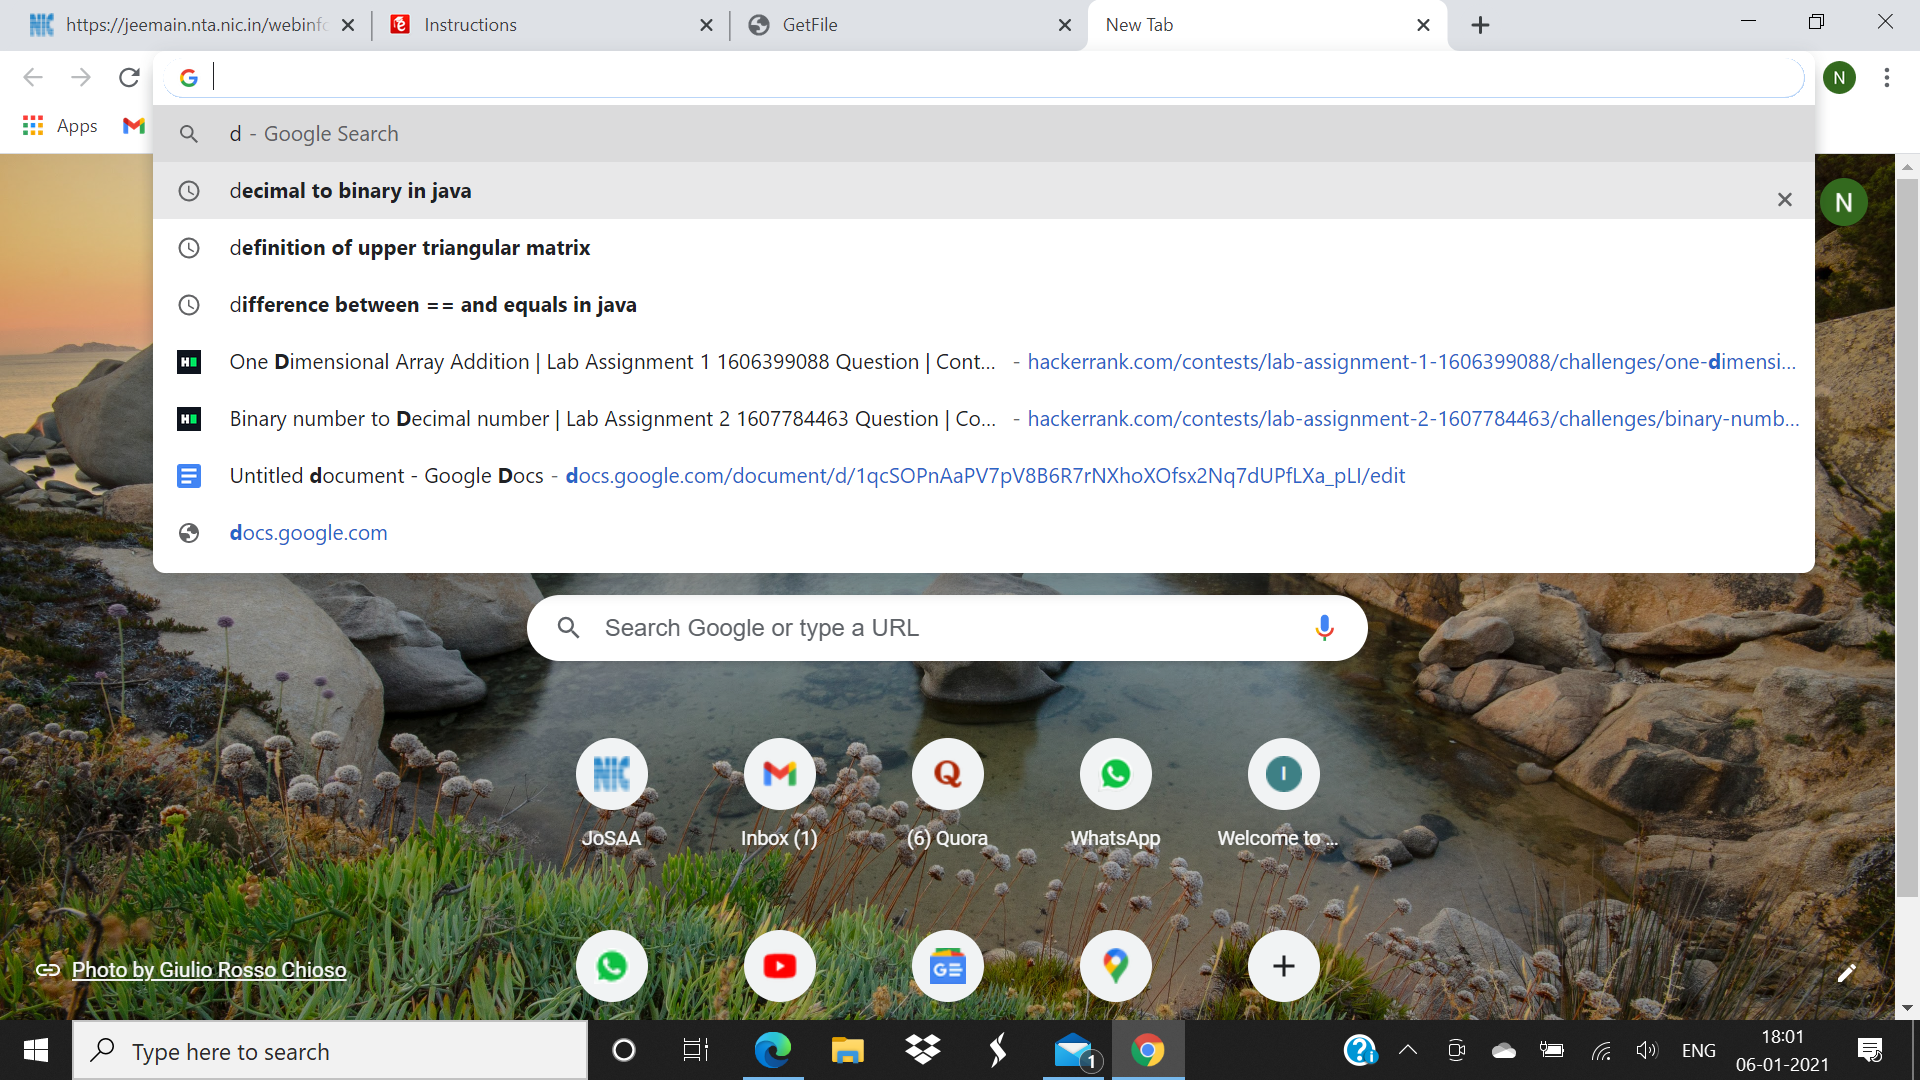 https://jeemain.nta.nic.in/webinfo
Instructions
GetFile
New Tab
N
Apps
d - Google Search
decimal to binary in java
N
definition of upper triangular matrix
difference between == and equals in java
One Dimensional Array Addition | Lab Assignment 1 1606399088 Question | Cont... - hackerrank.com/contests/lab-assignment-1-1606399088/challenges/one-dimensi...
Binary number to Decimal number | Lab Assignment 2 1607784463 Question | Co... - hackerrank.com/contests/lab-assignment-2-1607784463/challenges/binary-numb...
Untitled document - Google Docs - docs.google.com/document/d/1qcSOPnAaPV7pV8B6R7rNXhoXOfsx2Nq7dUPfLXa_pLI/edit
docs.google.com
Search Google or type a URL
JoSAA
Inbox (1)
(6) Quora
WhatsApp
Welcome to ...
Photo by Giulio Rosso Chioso
Type here to search
1
ENG
18:01
06-01-2021